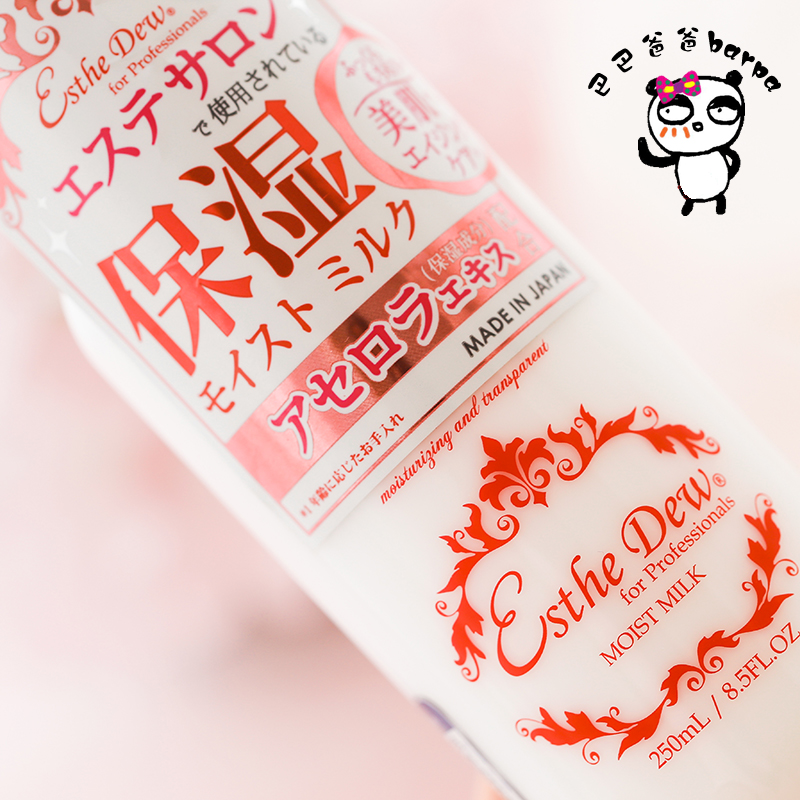 巴巴爸爸barpa
Esthe Dew®
for Professionals
エステサロン
で使用されている
保湿
モイスト ミルク
美肌
エイジング
ケア
(保湿成分)
アセロラエキス
MADE IN JAPAN
※1 年齢に応じたお手入れ
moisturizing and transparent
Esthe Dew®
for Professionals
MOIST MILK
250mL / 8.5FL.OZ